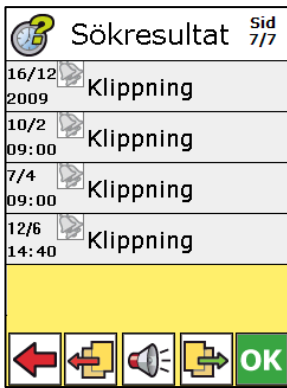 Sökresultat
Sid
7/7
16/12
2009
Klippning
10/2
09:00
Klippning
7/4
09:00
Klippning
12/6
14:40
Klippning
OK